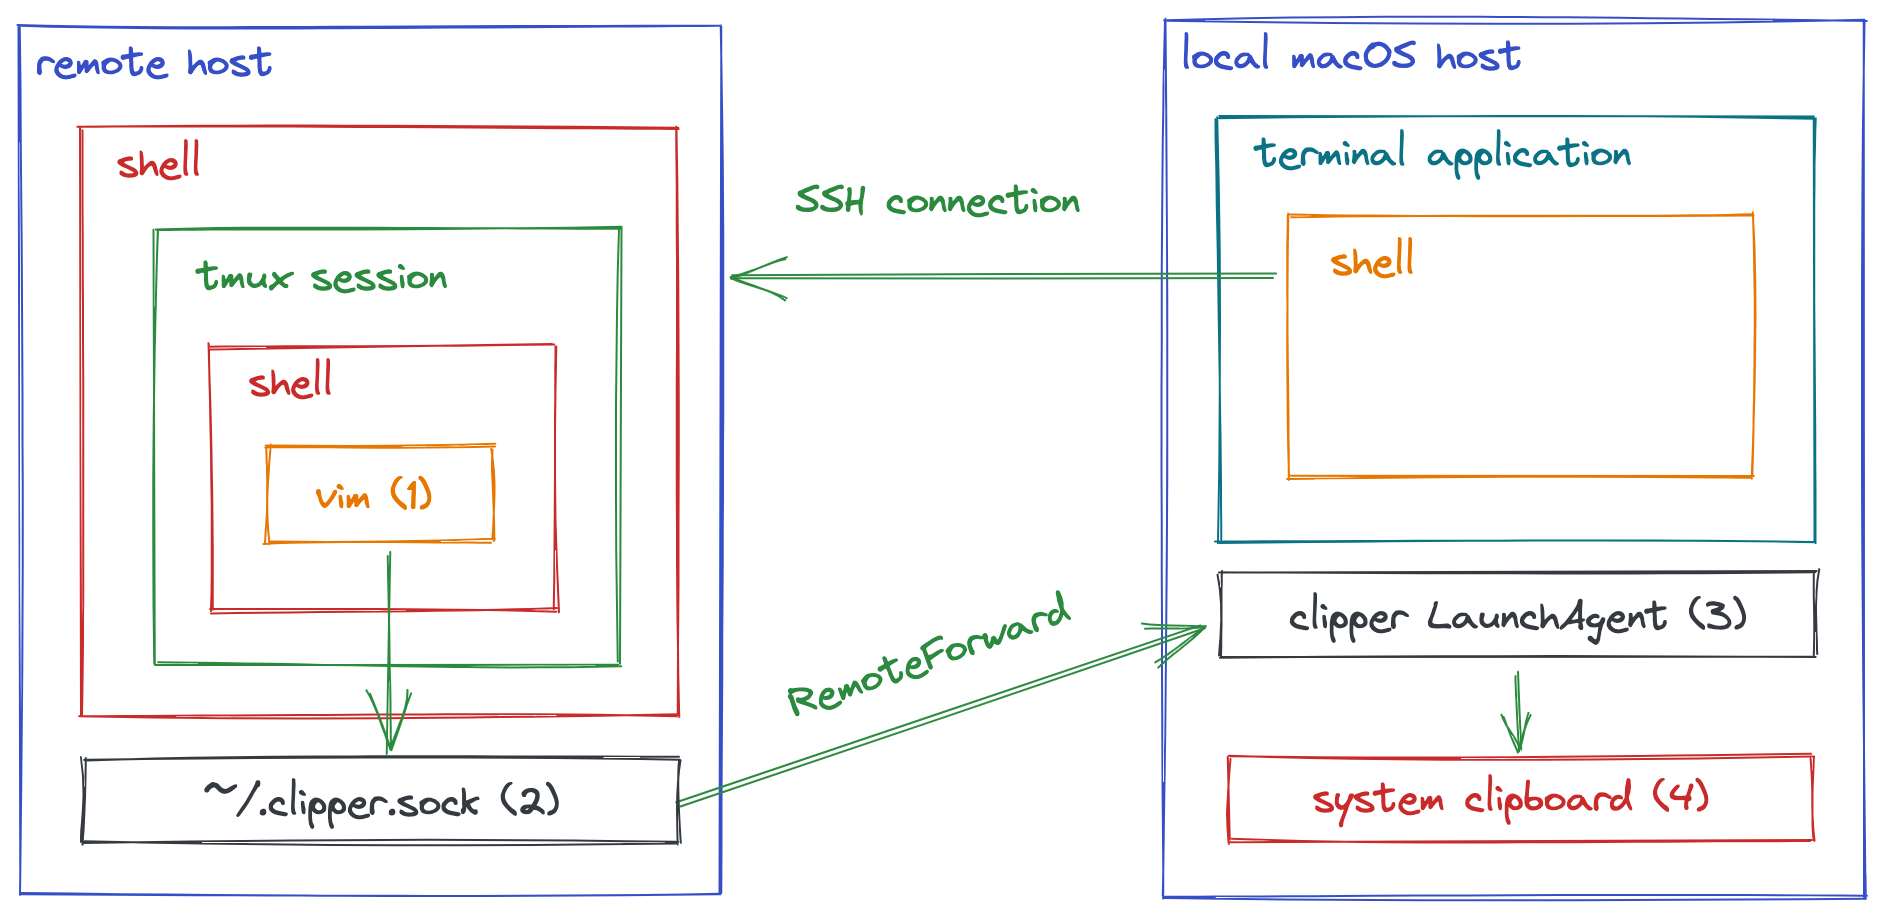 remote host
shell
tmux session
shell
vim (1)
~/.clipper.sock (2)
SSH connection
RemoteForward
local macOS host
terminal application
shell
clipper LaunchAgent (3)
system clipboard (4)